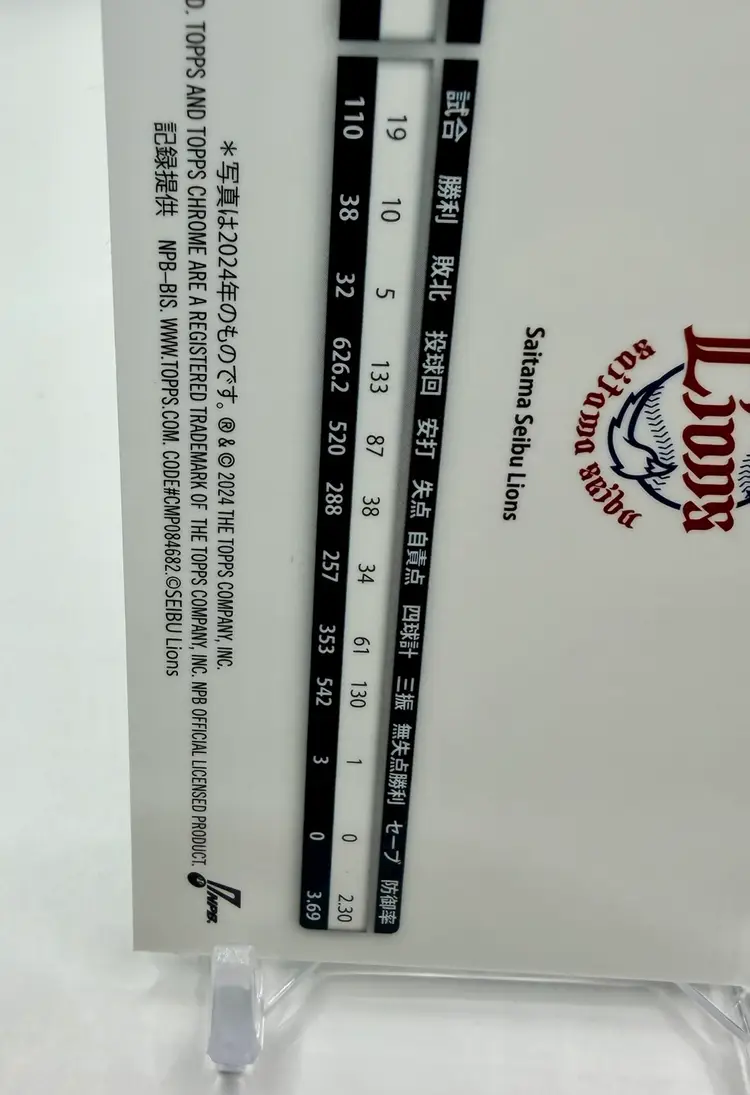 Lions
Saitama Seibu
Saitama Seibu Lions
試合 勝利 敗北 投球回 安打 失点 自責点 四球計 三振 無失点勝利 セーブ 防御率
19 10 5 133 87 38 34 61 130 1 0 2.30
110 38 32 626.2 520 288 257 353 542 3 0 3.69
*写真は2024年のものです。® & © 2024 THE TOPPS COMPANY, INC.
D. TOPPS AND TOPPS CHROME ARE A REGISTERED TRADEMARK OF THE TOPPS COMPANY, INC. NPB OFFICIAL LICENSED PRODUCT.
記録提供 NPB-BIS. WWW.TOPPS.COM. CODE#CMP084682.©SEIBU Lions
NPB